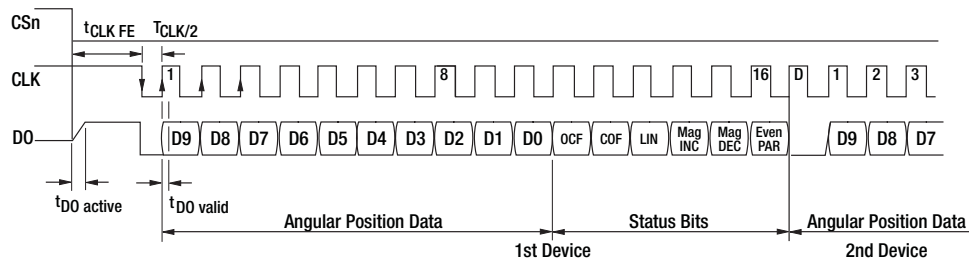 CSn
tCLK FE
TCLK/2
CLK
1
8
16
D
1
2
3
DO
D9
D8
D7
D6
D5
D4
D3
D2
D1
D0
OCF
COF
LIN
Mag
INC
Mag
DEC
Even
PAR
D9
D8
D7
tDO active
tDO valid
Angular Position Data
Status Bits
Angular Position Data
1st Device
2nd Device